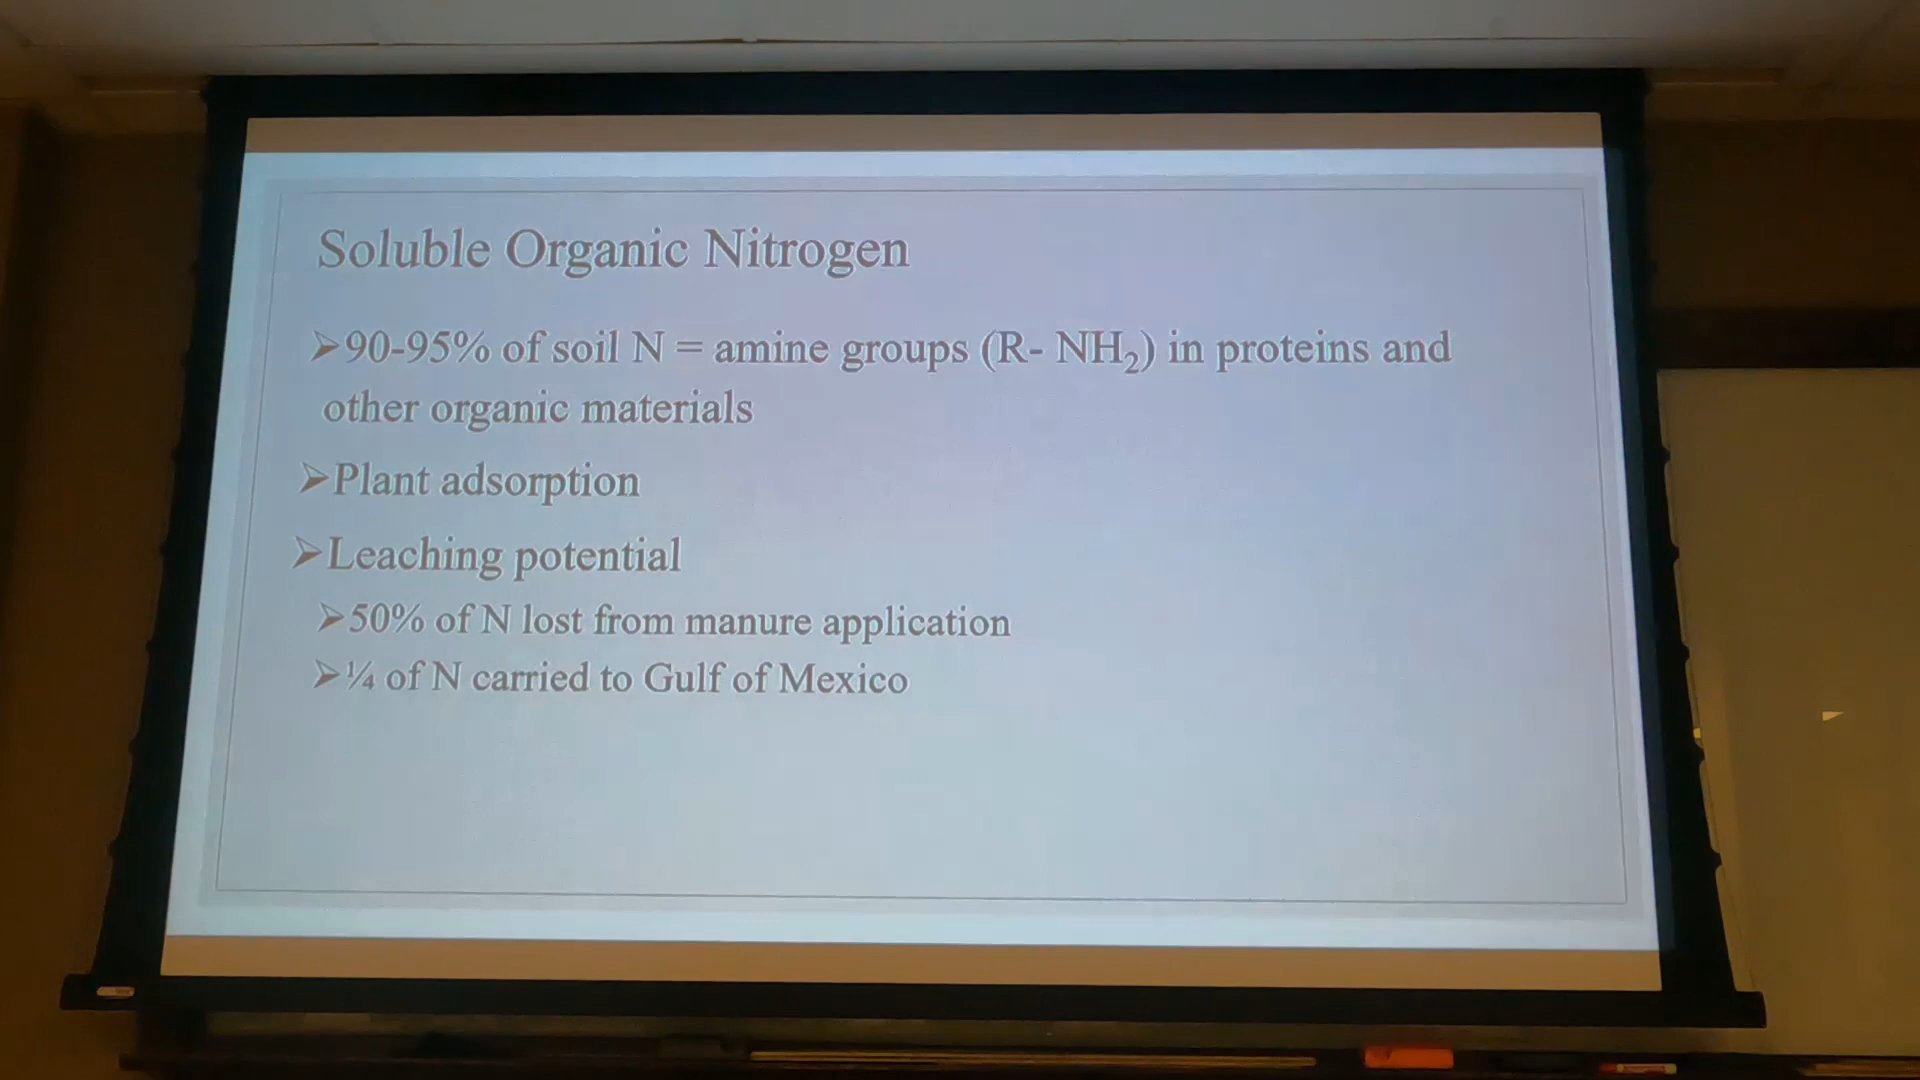 Soluble Organic Nitrogen
➢90-95% of soil N = amine groups (R- NH₂) in proteins and
other organic materials
➢Plant adsorption
➢Leaching potential
➢50% of N lost from manure application
➢¼ of N carried to Gulf of Mexico